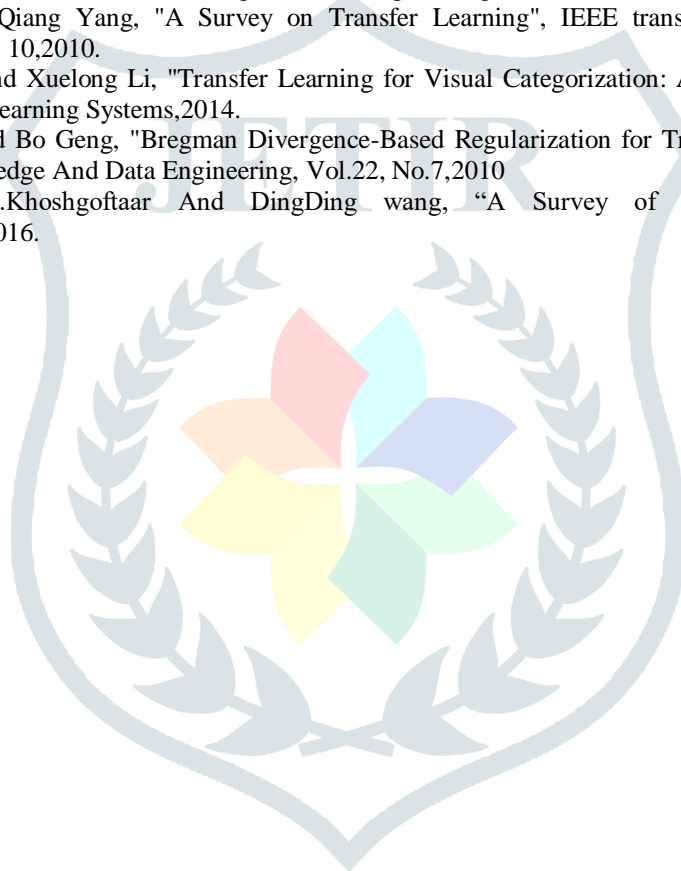 Qiang Yang, "A Survey on Transfer Learning", IEEE trans
10,2010.
nd Xuelong Li, "Transfer Learning for Visual Categorization: A
earning Systems,2014.
d Bo Geng, "Bregman Divergence-Based Regularization for Tr
edge And Data Engineering, Vol.22, No.7,2010
.Khoshgoftaar And DingDing wang, “A Survey of
016.
JETIR